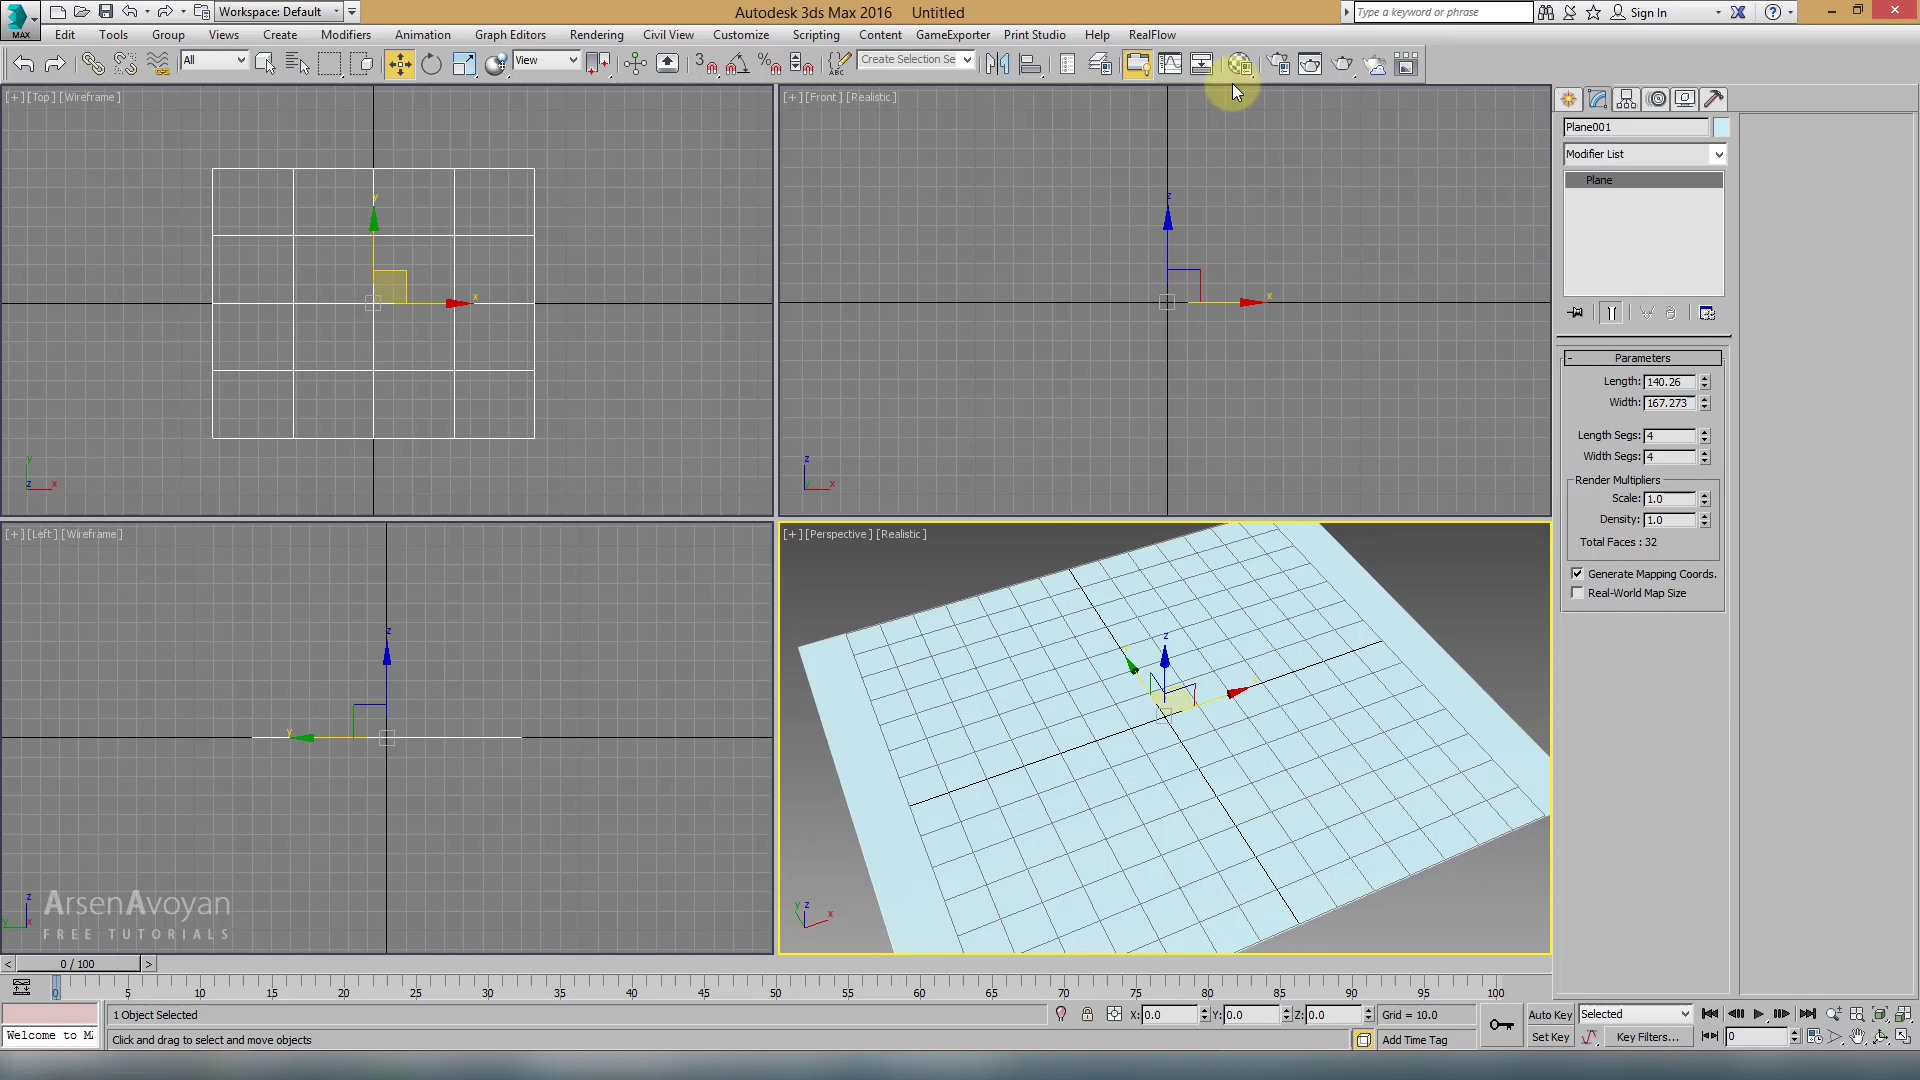 MAX
Workspace: Default
Autodesk 3ds Max 2016 Untitled
Type a keyword or phrase
Sign In
Edit Tools Group Views Create Modifiers Animation Graph Editors Rendering Civil View Customize Scripting Content GameExporter Print Studio Help RealFlow
All
View
3
%
ABC
Create Selection Se
[+] [Top] [Wireframe]
[+] [Front] [Realistic]
[+] [Left] [Wireframe]
[+] [Perspective] [Realistic]
y
x
z
x
y
z
x
z
y
x
z
y
z
x
z
y
x
z
y
z
x
Plane001
Modifier List
Plane
- Parameters
Length: 140.26
Width: 167.273
Length Segs: 4
Width Segs: 4
Render Multipliers
Scale: 1.0
Density: 1.0
Total Faces : 32
Generate Mapping Coords.
Real-World Map Size
ArsenAvoyan
FREE TUTORIALS
< 0 / 100 >
0 5 10 15 20 25 30 35 40 45 50 55 60 65 70 75 80 85 90 95 100
1 Object Selected
X: 0.0 Y: 0.0 Z: 0.0 Grid = 10.0
Auto Key Selected
Welcome to M
Click and drag to select and move objects
Add Time Tag
Set Key Key Filters...
0